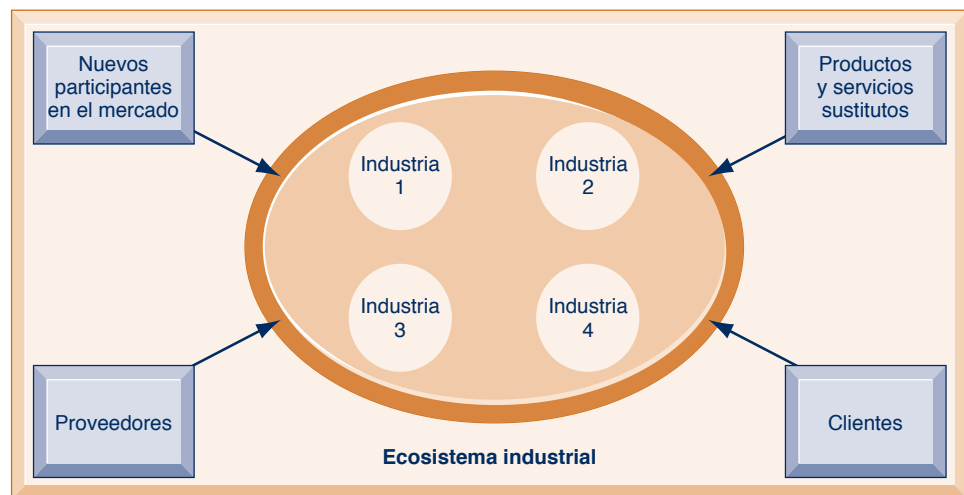 Nuevos
participantes
en el mercado
Productos
y servicios
sustitutos
Industria
1
Industria
2
Industria
3
Industria
4
Proveedores
Clientes
Ecosistema industrial